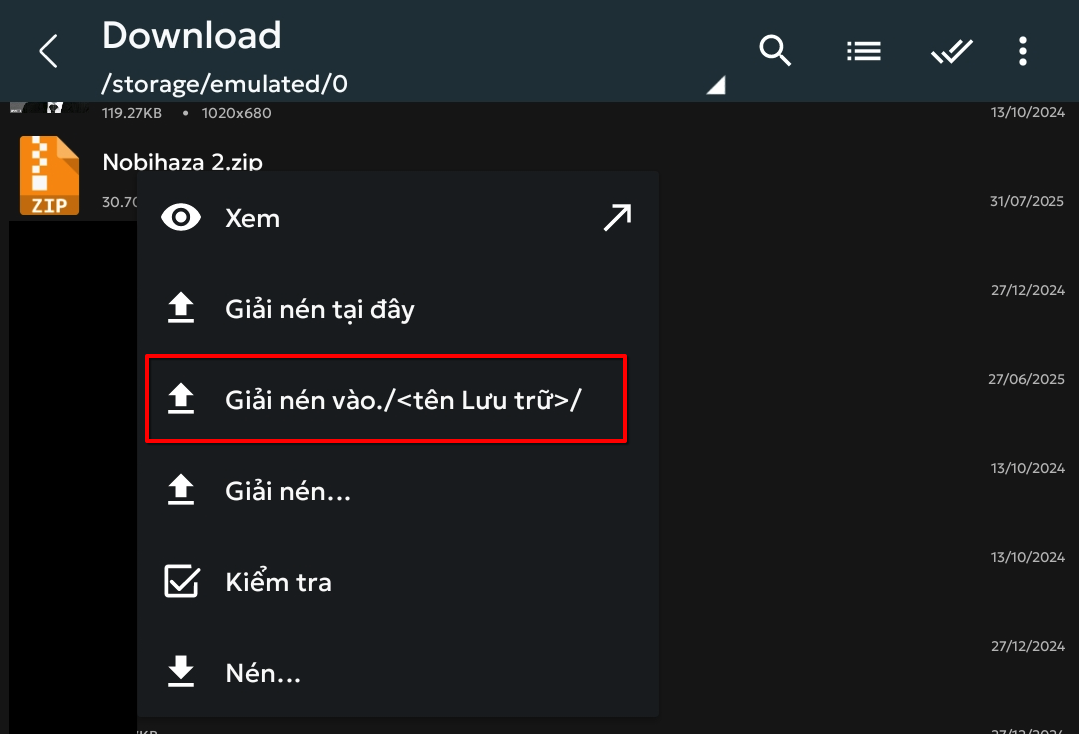 Download
/storage/emulated/0
119.27KB • 1020x680
13/10/2024
Nobihaza 2.zip
ZIP
30.70
31/07/2025
Xem
Giải nén tại đây
27/12/2024
Giải nén vào./<tên Lưu trữ>/
27/06/2025
Giải nén...
13/10/2024
Kiểm tra
13/10/2024
Nén...
27/12/2024